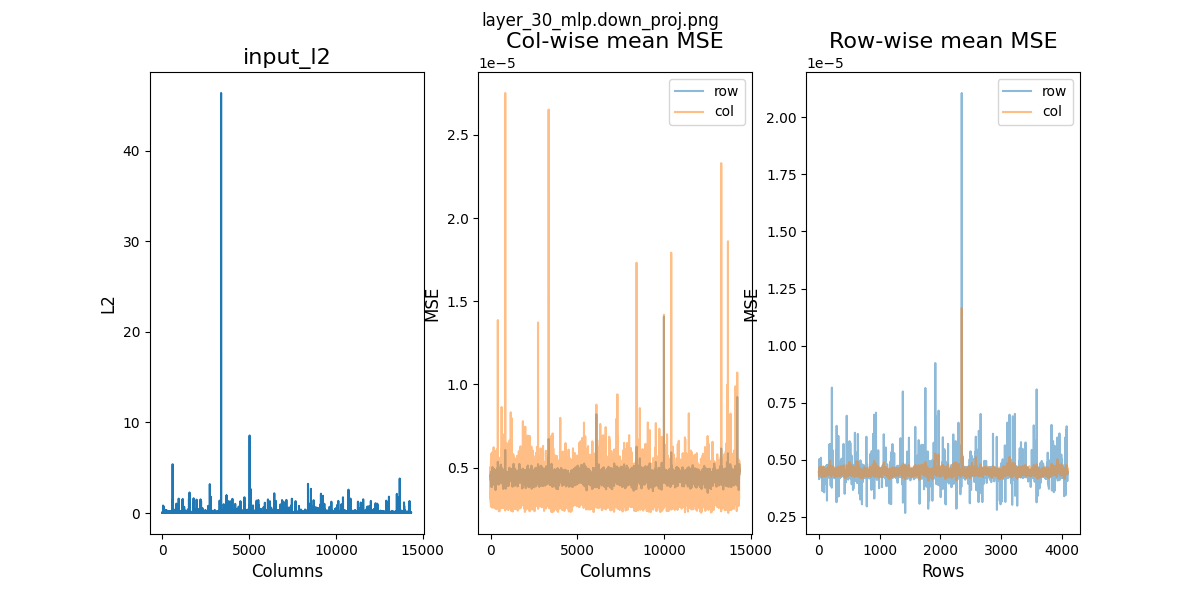 layer_30_mlp.down_proj.png
input_l2
L2
40
30
20
10
0
0 5000 10000 15000
Columns
Col-wise mean MSE
1e−5
row
col
MSE
2.5
2.0
1.5
1.0
0.5
0 5000 10000 15000
Columns
Row-wise mean MSE
1e−5
row
col
MSE
2.00
1.75
1.50
1.25
1.00
0.75
0.50
0.25
0 1000 2000 3000 4000
Rows